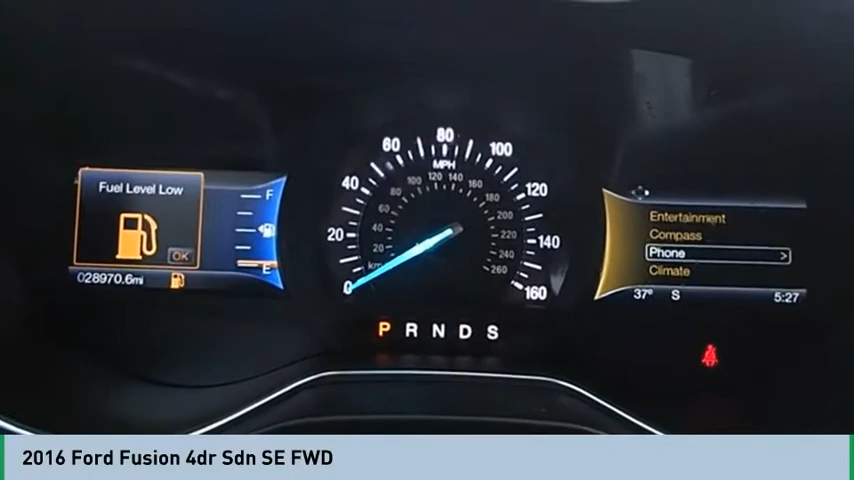 Fuel Level Low
OK
F
E
028970.6mi
0 20 40 60 80 100 120 140 160
MPH
20 40 60 80 100 120 140 160 180 200 220 240 260
km
P R N D S
Entertainment
Compass
Phone >
Climate
37° S 5:27
2016 Ford Fusion 4dr Sdn SE FWD